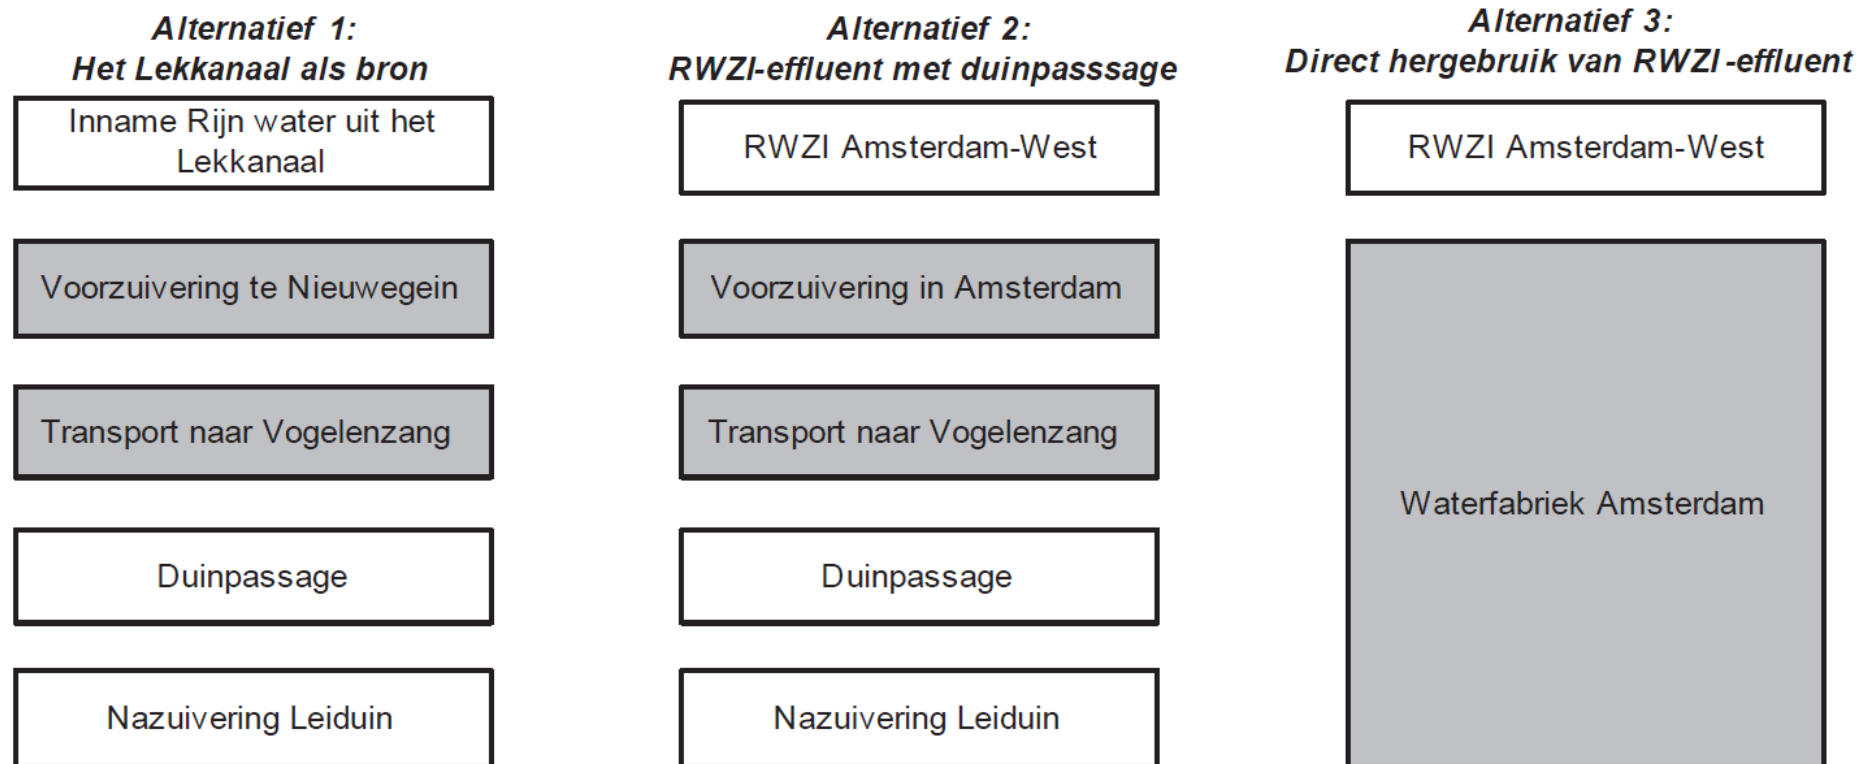 Alternatief 1:
Het Lekkanaal als bron
Inname Rijn water uit het
Lekkanaal
Voorzuivering te Nieuwegein
Transport naar Vogelenzang
Duinpassage
Nazuivering Leiduin
Alternatief 2:
RWZI-effluent met duinpasssage
RWZI Amsterdam-West
Voorzuivering in Amsterdam
Transport naar Vogelenzang
Duinpassage
Nazuivering Leiduin
Alternatief 3:
Direct hergebruik van RWZI-effluent
RWZI Amsterdam-West
Waterfabriek Amsterdam